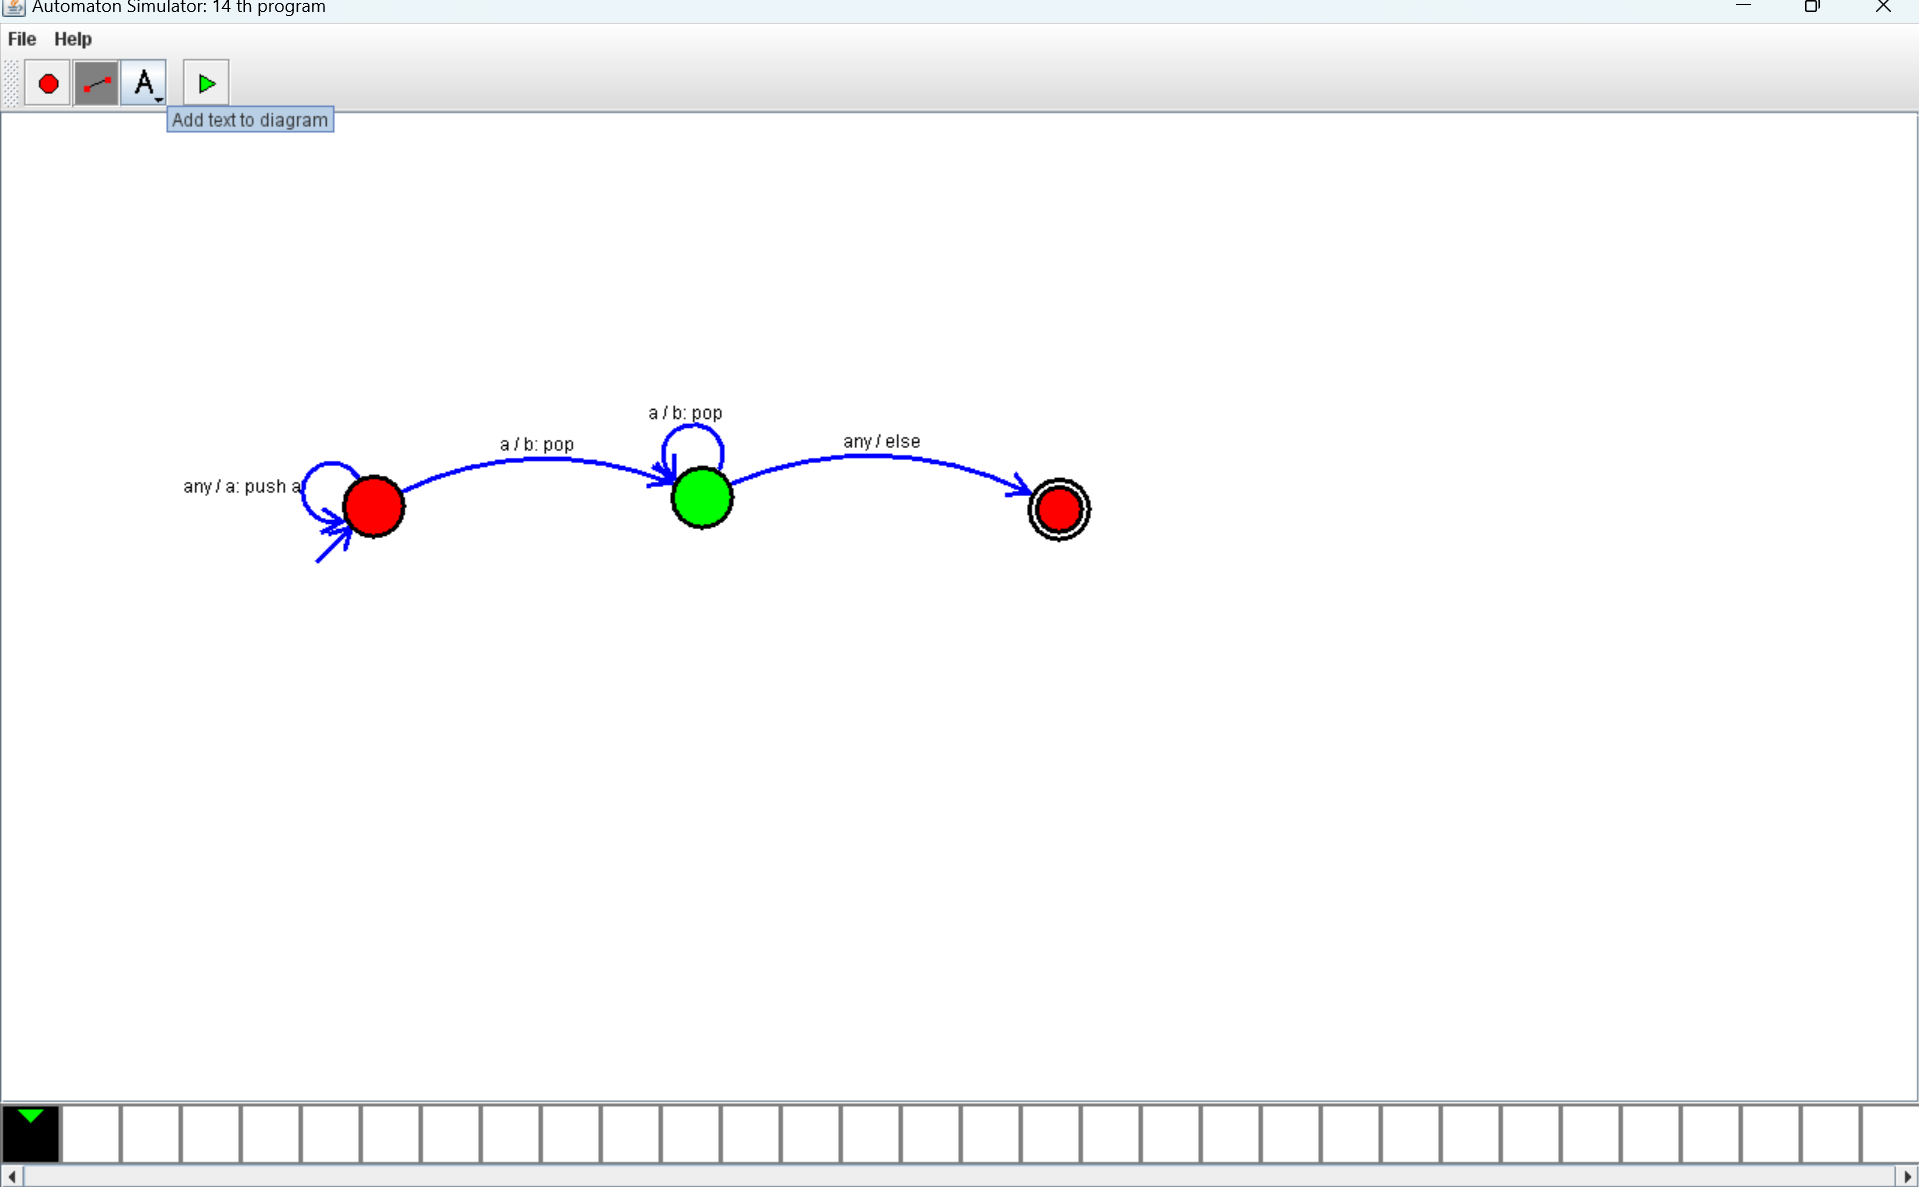 Automaton Simulator: 14 th program
File Help
A
Add text to diagram
a / b: pop
a / b: pop
any / else
any / a: push a